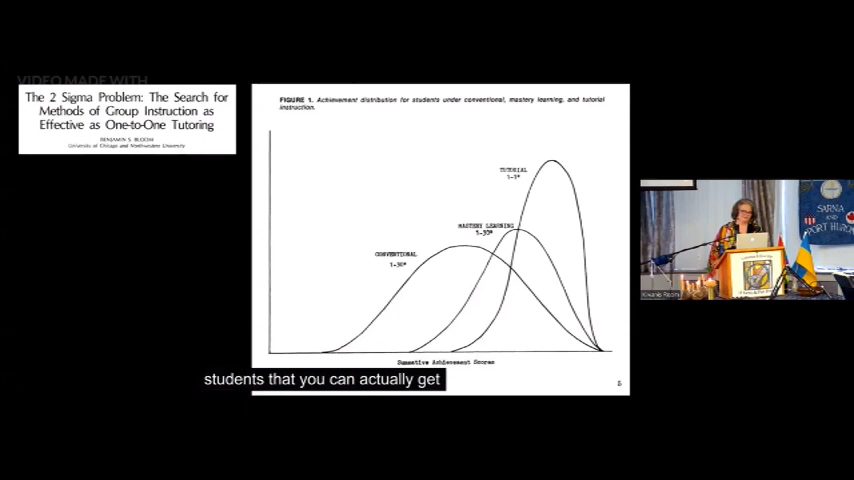 VIDEO MADE WITH
The 2 Sigma Problem: The Search for
Methods of Group Instruction as
Effective as One-to-One Tutoring
BENJAMIN S. BLOOM
University of Chicago and Northwestern University
FIGURE 1. Achievement distribution for students under conventional, mastery learning, and tutorial
instruction.
TUTORIAL
1-1*
MASTERY LEARNING
1-30*
CONVENTIONAL
1-30*
Summative Achievement Scores
5
students that you can actually get
SARNIA
AND
PORT HURON
Kiwanis Room